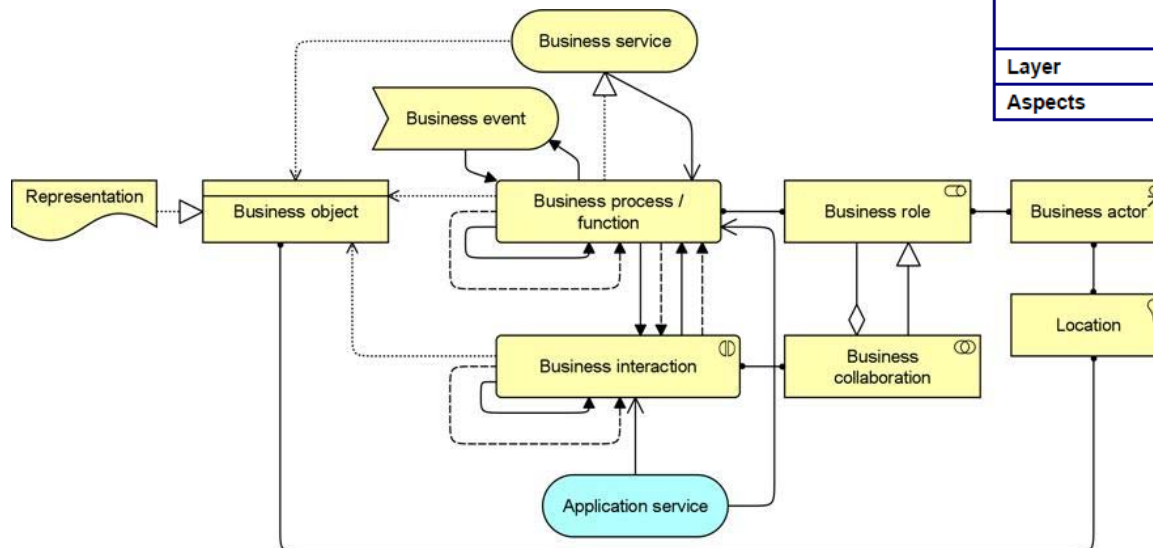 Business service
Layer
Aspects
Business event
Representation
Business object
Business process /
function
Business role
Business actor
Location
Business interaction
Business
collaboration
Application service